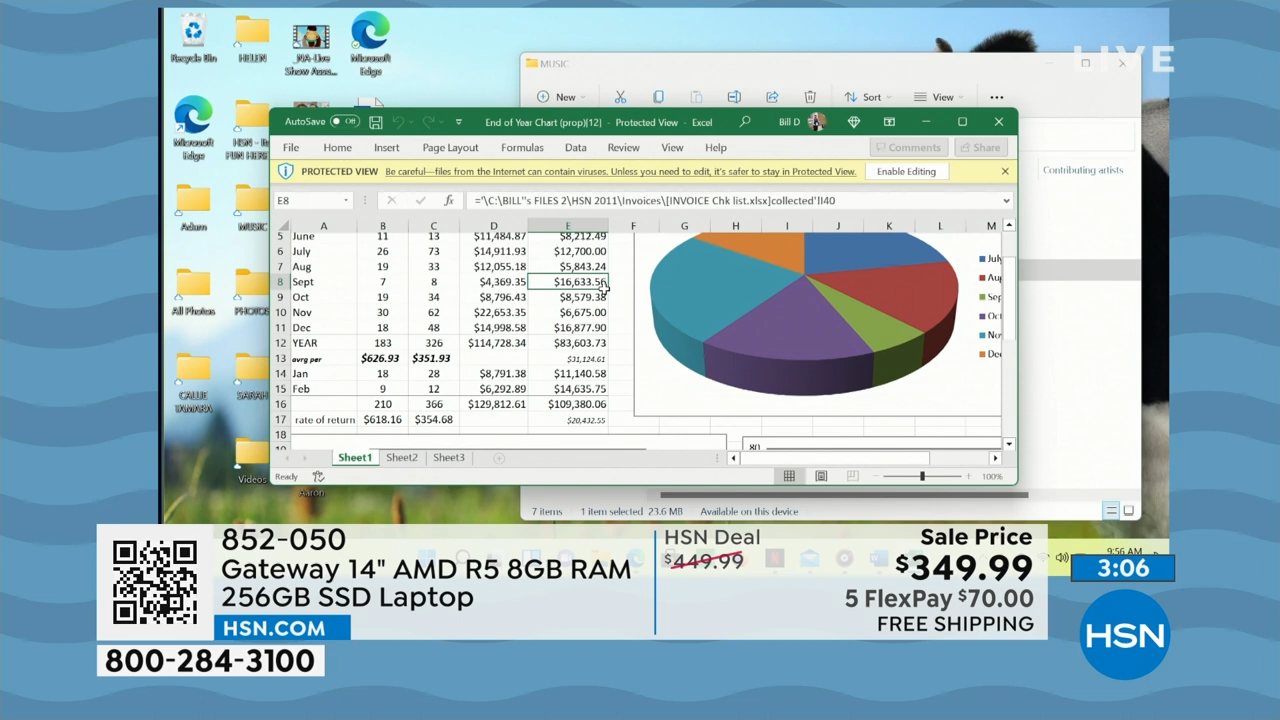 LIVE
Recycle Bin
HELEN
_NA-Live Show Asse...
Microsoft Edge
MUSIC
New
Sort
View
...
Microsoft Edge
HSN -
FUN HERE
Adam
MUSIC
All Photos
PHOTO
CALLIE TAMARA
SARAH
Videos
Aaron
Contributing artists
AutoSave Off
End of Year Chart (prop)[12] - Protected View - Excel
Bill D
File Home Insert Page Layout Formulas Data Review View Help
Comments Share
PROTECTED VIEW Be careful—files from the Internet can contain viruses. Unless you need to edit, it's safer to stay in Protected View. Enable Editing
E8 fx ='\C:\BILL''s FILES 2\HSN 2011\Invoices\[INVOICE Chk list.xlsx]collected'!I40
A B C D E F G H I J K L M
5 June 11 13 $11,484.87 $8,212.49
6 July 26 73 $14,911.93 $12,700.00
7 Aug 19 33 $12,055.18 $5,843.24
8 Sept 7 8 $4,369.35 $16,633.56
9 Oct 19 34 $8,796.43 $8,579.38
10 Nov 30 62 $22,653.35 $6,675.00
11 Dec 18 48 $14,998.58 $16,877.90
12 YEAR 183 326 $114,728.34 $83,603.73
13 avrg per $626.93 $351.93 $31,124.61
14 Jan 18 28 $8,791.38 $11,140.58
15 Feb 9 12 $6,292.89 $14,635.75
16 210 366 $129,812.61 $109,380.06
17 rate of return $618.16 $354.68 $20,432.55
18
July
Aug
Sep
Oct
Nov
Dec
80
Sheet1 Sheet2 Sheet3
Ready
100%
7 items 1 item selected 23.6 MB Available on this device
9:56 AM
852-050
Gateway 14" AMD R5 8GB RAM
256GB SSD Laptop
HSN.COM
800-284-3100
HSN Deal
$449.99
Sale Price
$349.99
5 FlexPay $70.00
FREE SHIPPING
3:06
HSN